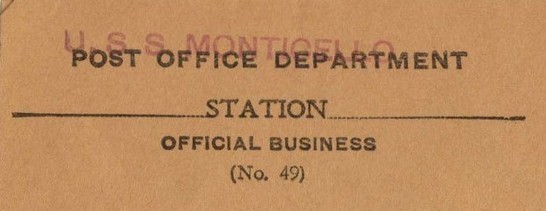 U.S.S. MONTICELLO
POST OFFICE DEPARTMENT
STATION
OFFICIAL BUSINESS
(No. 49)